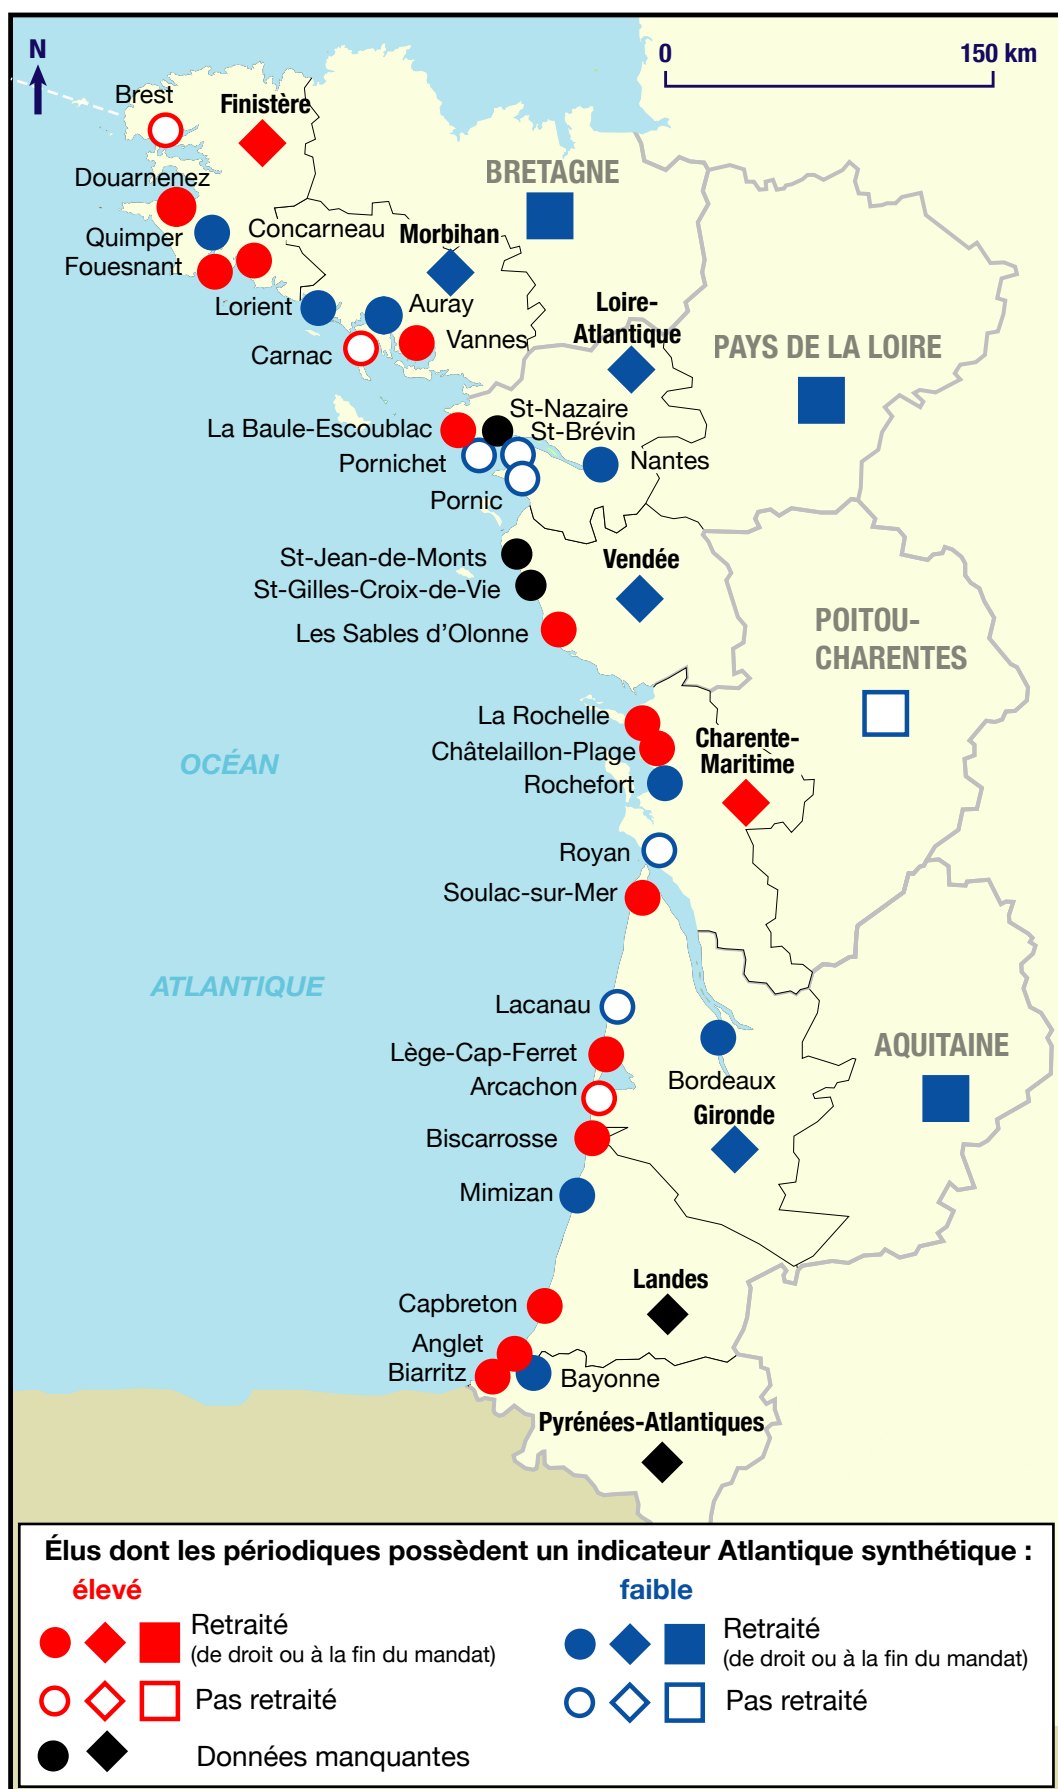 N
0 150 km
Brest
Finistère
Douarnenez
BRETAGNE
Quimper
Concarneau
Morbihan
Fouesnant
Lorient
Auray
Loire-
Atlantique
Carnac
Vannes
PAYS DE LA LOIRE
La Baule-Escoublac
St-Nazaire
St-Brévin
Pornichet
Nantes
Pornic
St-Jean-de-Monts
Vendée
St-Gilles-Croix-de-Vie
Les Sables d'Olonne
POITOU-
CHARENTES
La Rochelle
Châtelaillon-Plage
Charente-
Maritime
OCÉAN
Rochefort
Royan
Soulac-sur-Mer
ATLANTIQUE
Lacanau
Lège-Cap-Ferret
AQUITAINE
Arcachon
Bordeaux
Gironde
Biscarrosse
Mimizan
Landes
Capbreton
Anglet
Biarritz
Bayonne
Pyrénées-Atlantiques
Élus dont les périodiques possèdent un indicateur Atlantique synthétique :
élevé
Retraité
(de droit ou à la fin du mandat)
Pas retraité
Données manquantes
faible
Retraité
(de droit ou à la fin du mandat)
Pas retraité